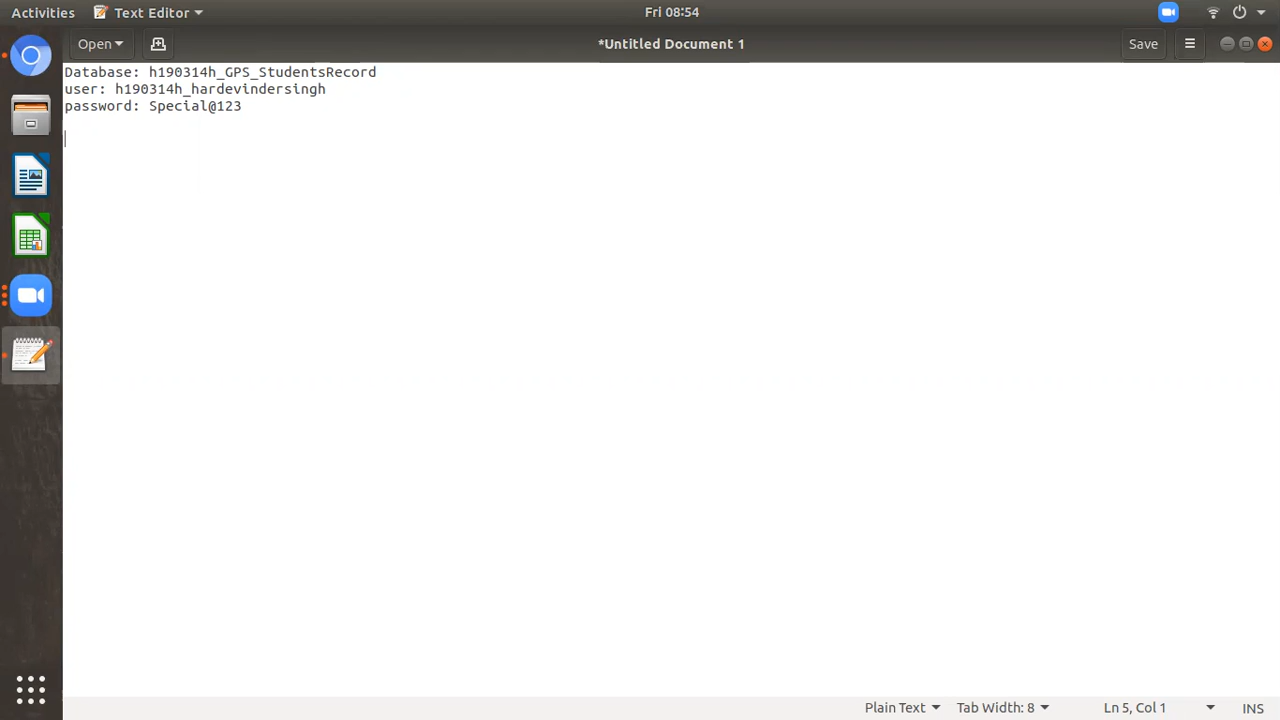 Activities Text Editor Fri 08:54
Open *Untitled Document 1 Save
Database: h190314h_GPS_StudentsRecord
user: h190314h_hardevindersingh
password: Special@123
Plain Text Tab Width: 8 Ln 5, Col 1 INS